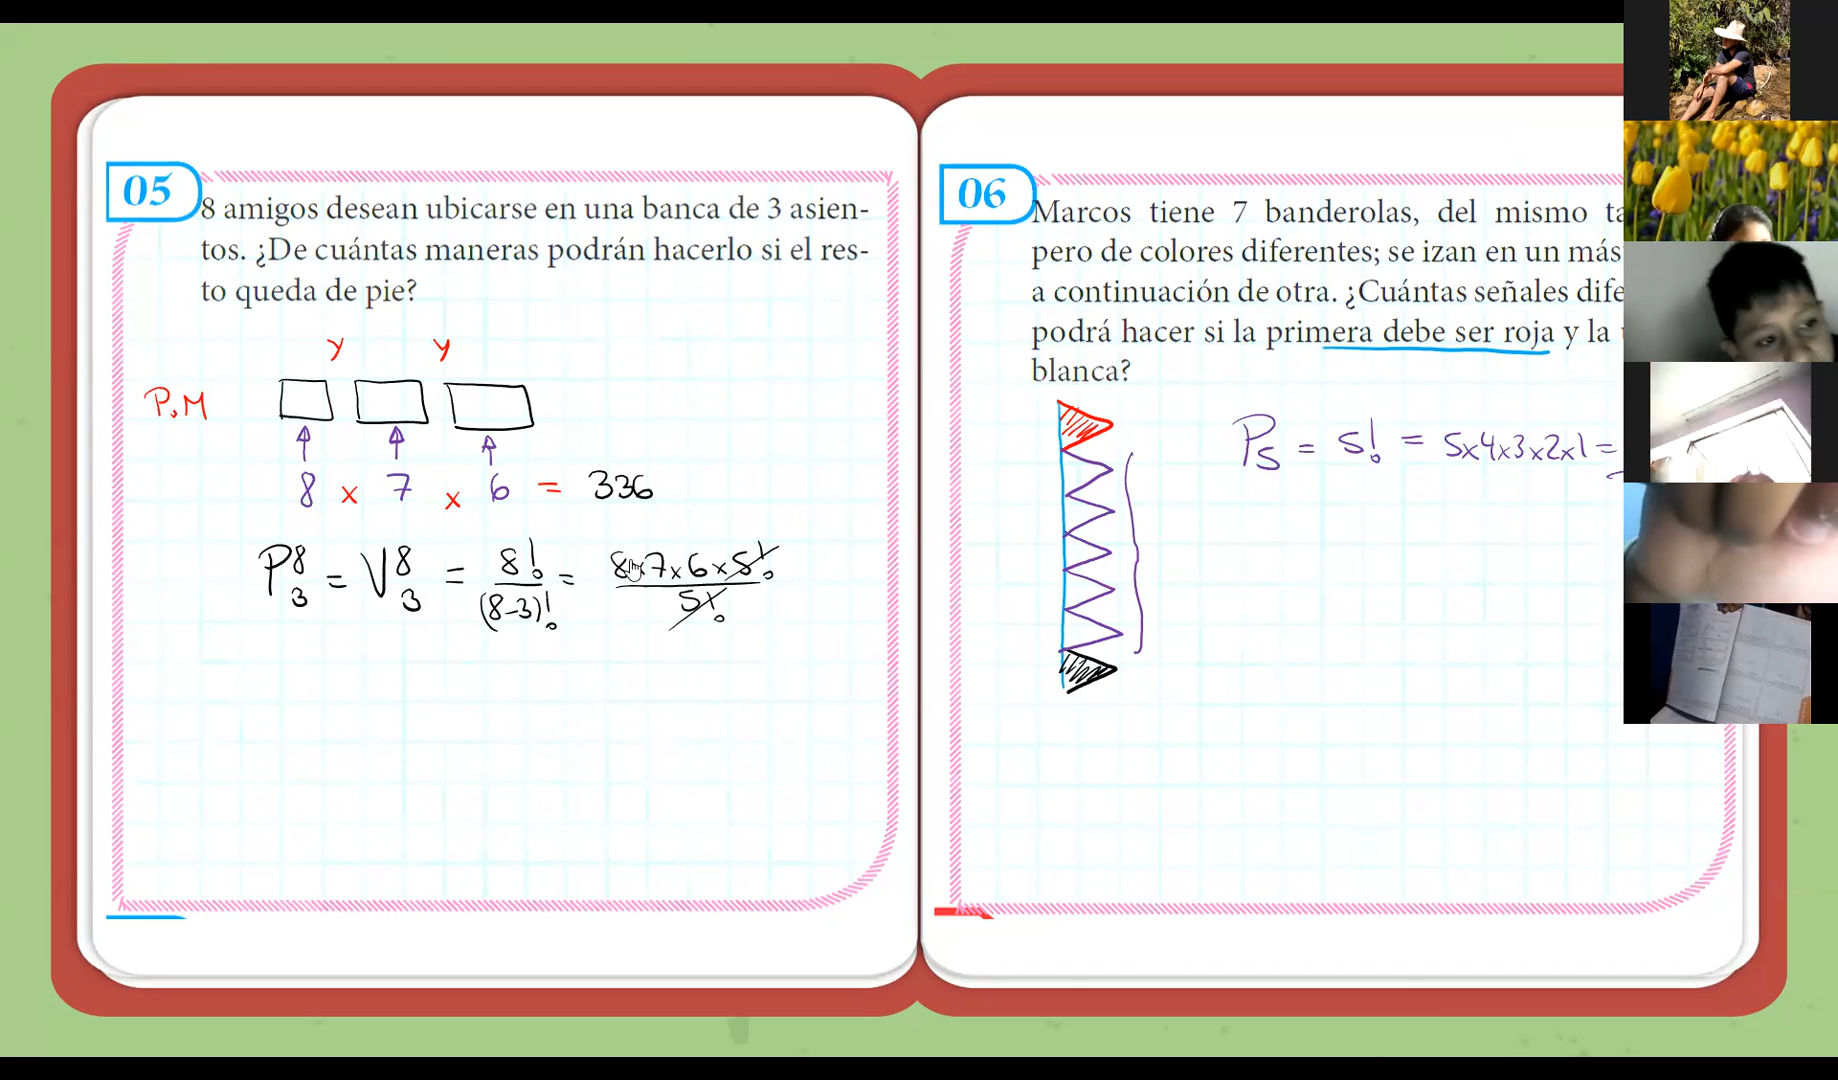 05
8 amigos desean ubicarse en una banca de 3 asien-
tos. ¿De cuántas maneras podrán hacerlo si el res-
to queda de pie?
y y
P.M
8 x 7 x 6 = 336
P⁸₃ = V⁸₃ = 8!/(8-3)! = 8x7x6x5!/5!
06
Marcos tiene 7 banderolas, del mismo
pero de colores diferentes; se izan en un
a continuación de otra. ¿Cuántas señales
podrá hacer si la primera debe ser roja y la
blanca?
P₅ = 5! = 5x4x3x2x1=